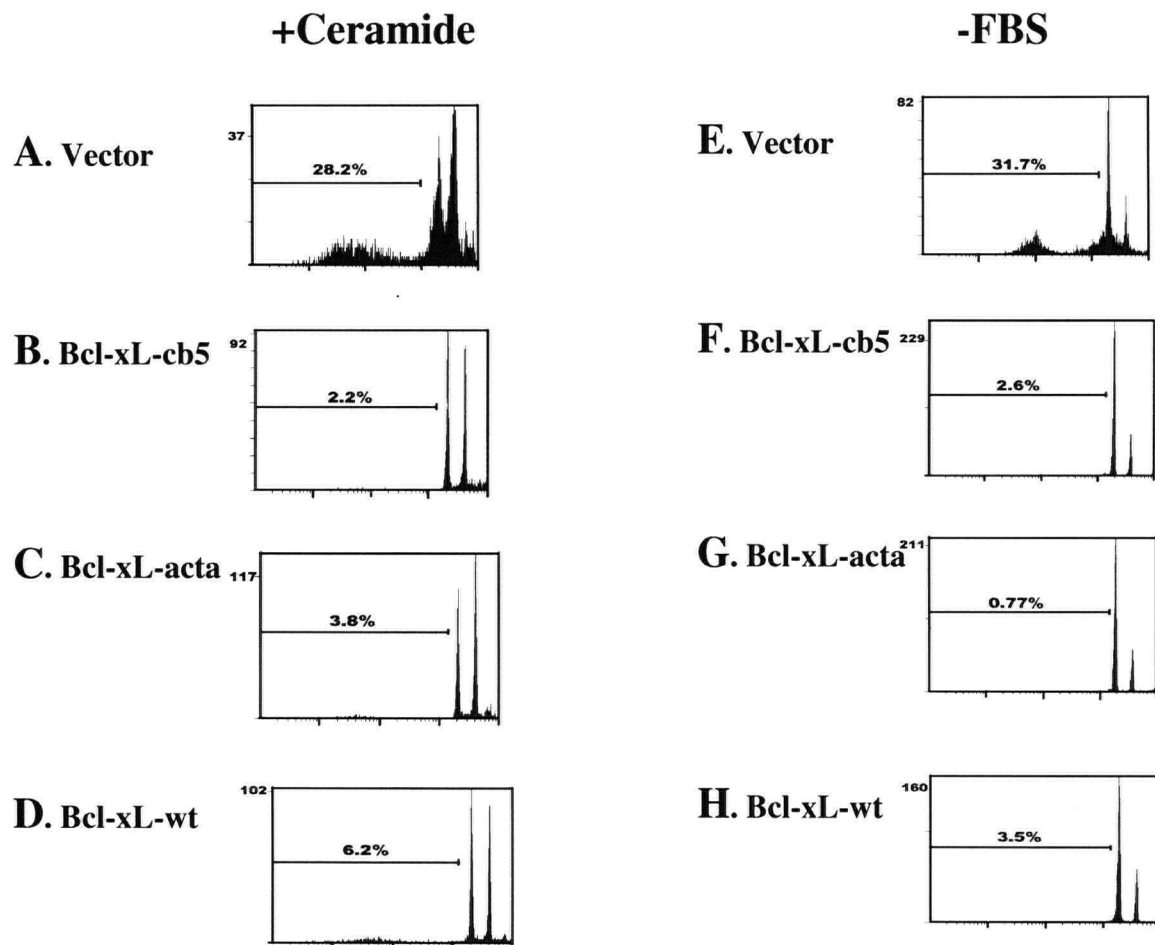 +Ceramide
A. Vector
37
28.2%
B. Bcl-xL-cb5
92
2.2%
C. Bcl-xL-acta
117
3.8%
D. Bcl-xL-wt
102
6.2%
-FBS
E. Vector
82
31.7%
F. Bcl-xL-cb5
229
2.6%
G. Bcl-xL-acta
211
0.77%
H. Bcl-xL-wt
160
3.5%